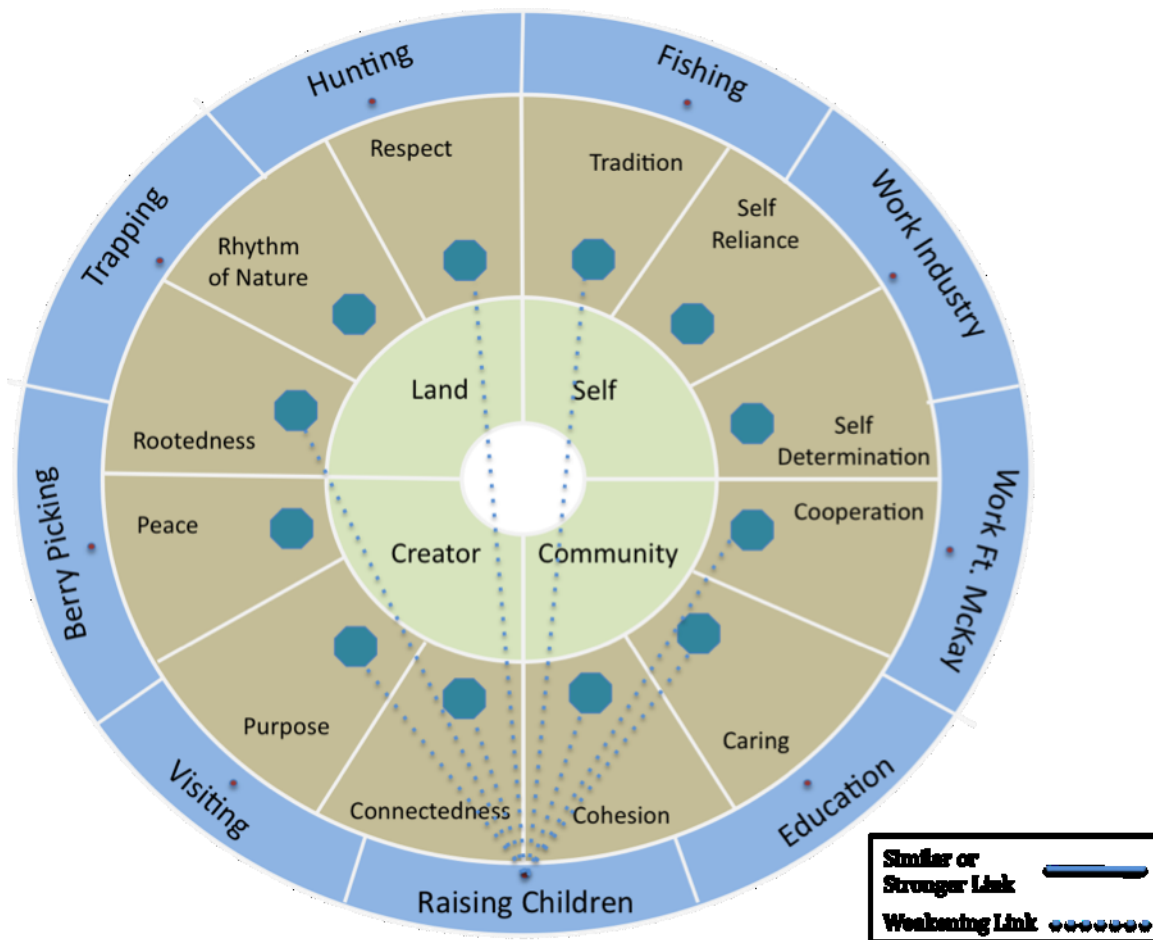 Hunting
Fishing
Work Industry
Work Ft. McKay
Education
Raising Children
Visiting
Berry Picking
Trapping
Respect
Tradition
Self
Reliance
Self
Determination
Cooperation
Caring
Cohesion
Connectedness
Purpose
Peace
Rootedness
Rhythm
of Nature
Land
Self
Creator
Community
Similar or
Stronger Link
Weakening Link